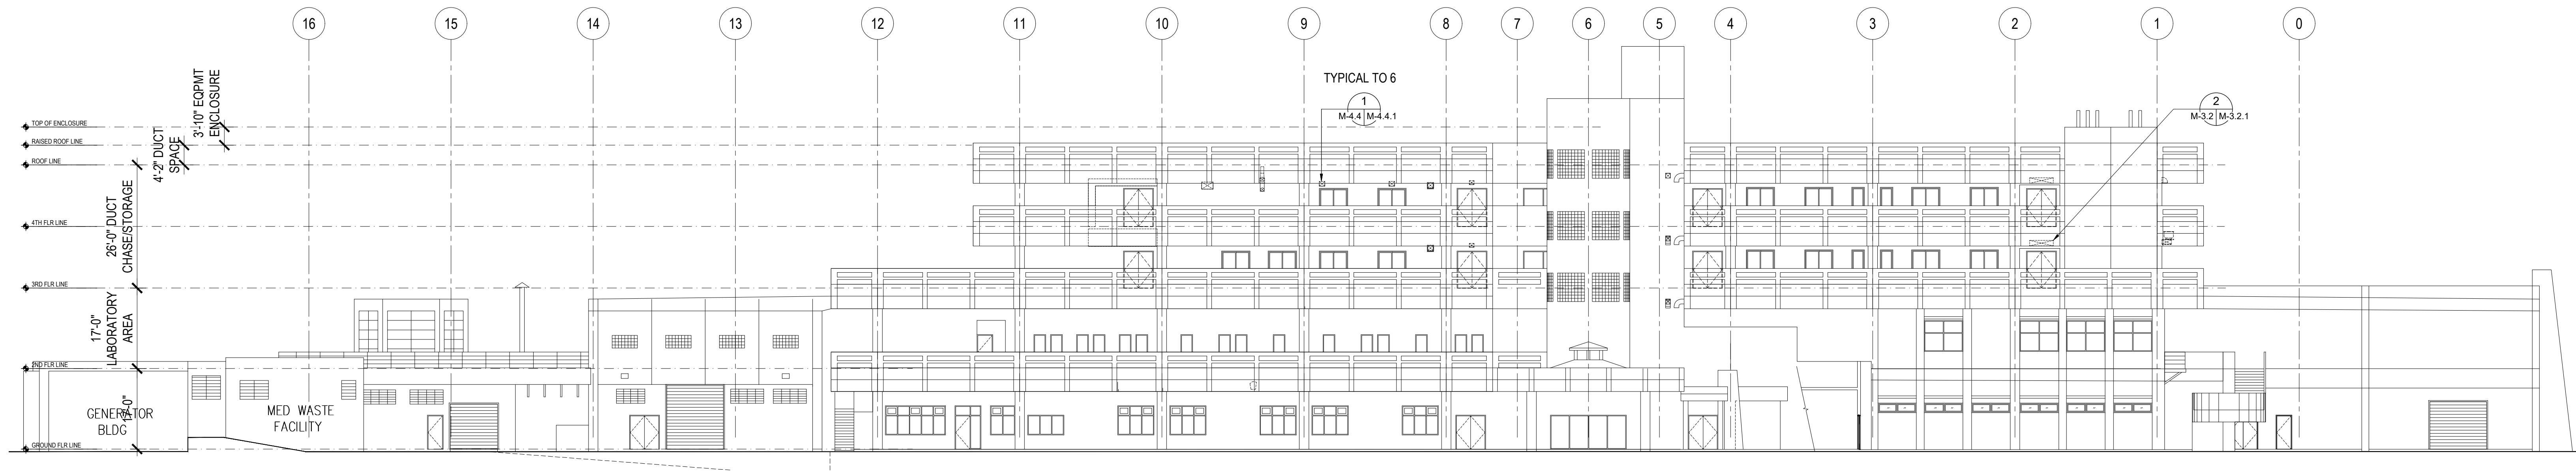 16
15
14
13
12
11
10
9
8
7
6
5
4
3
2
1
0
TYPICAL TO 6
1
M-4.4
M-4.4.1
2
M-3.2
M-3.2.1
3'-10" EQPMT
ENCLOSURE
4'-2" DUCT
SPACE
TOP OF ENCLOSURE
RAISED ROOF LINE
ROOF LINE
26'-0" DUCT
CHASE/STORAGE
4TH FLR LINE
3RD FLR LINE
17'-0"
LABORATORY
AREA
2ND FLR LINE
GENERATOR
BLDG
MED WASTE
FACILITY
GROUND FLR LINE